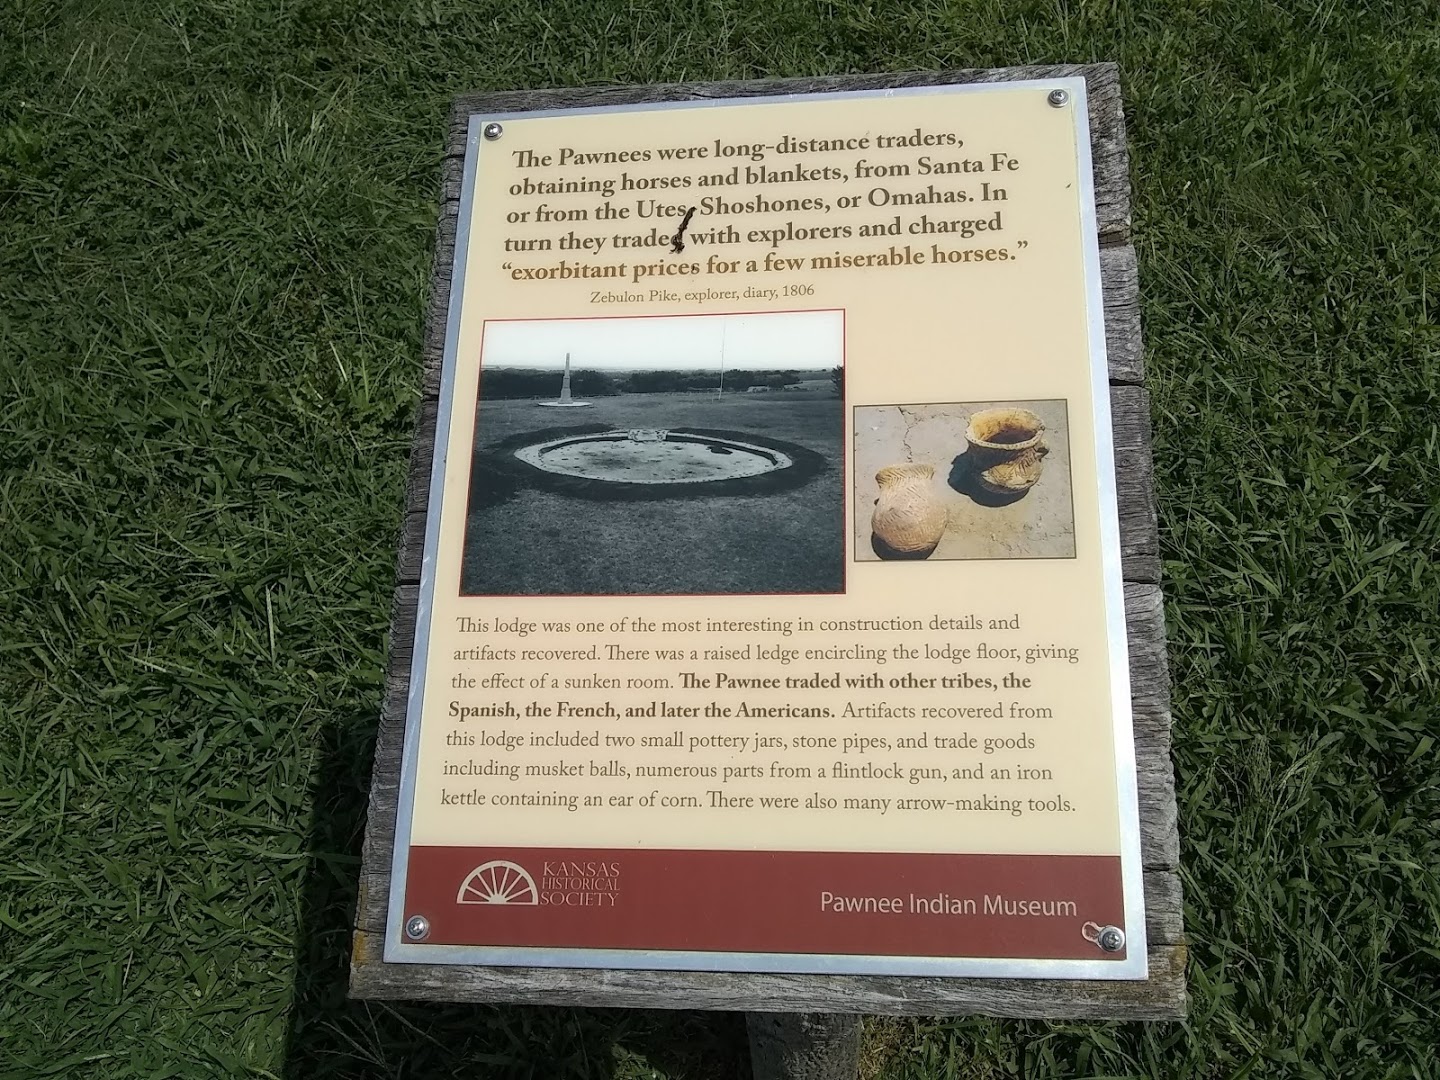 The Pawnees were long-distance traders,
obtaining horses and blankets, from Santa Fe
or from the Utes, Shoshones, or Omahas. In
turn they traded with explorers and charged
“exorbitant prices for a few miserable horses.”
Zebulon Pike, explorer, diary, 1806
This lodge was one of the most interesting in construction details and
artifacts recovered. There was a raised ledge encircling the lodge floor, giving
the effect of a sunken room. The Pawnee traded with other tribes, the
Spanish, the French, and later the Americans. Artifacts recovered from
this lodge included two small pottery jars, stone pipes, and trade goods
including musket balls, numerous parts from a flintlock gun, and an iron
kettle containing an ear of corn. There were also many arrow-making tools.
KANSAS
HISTORICAL
SOCIETY
Pawnee Indian Museum